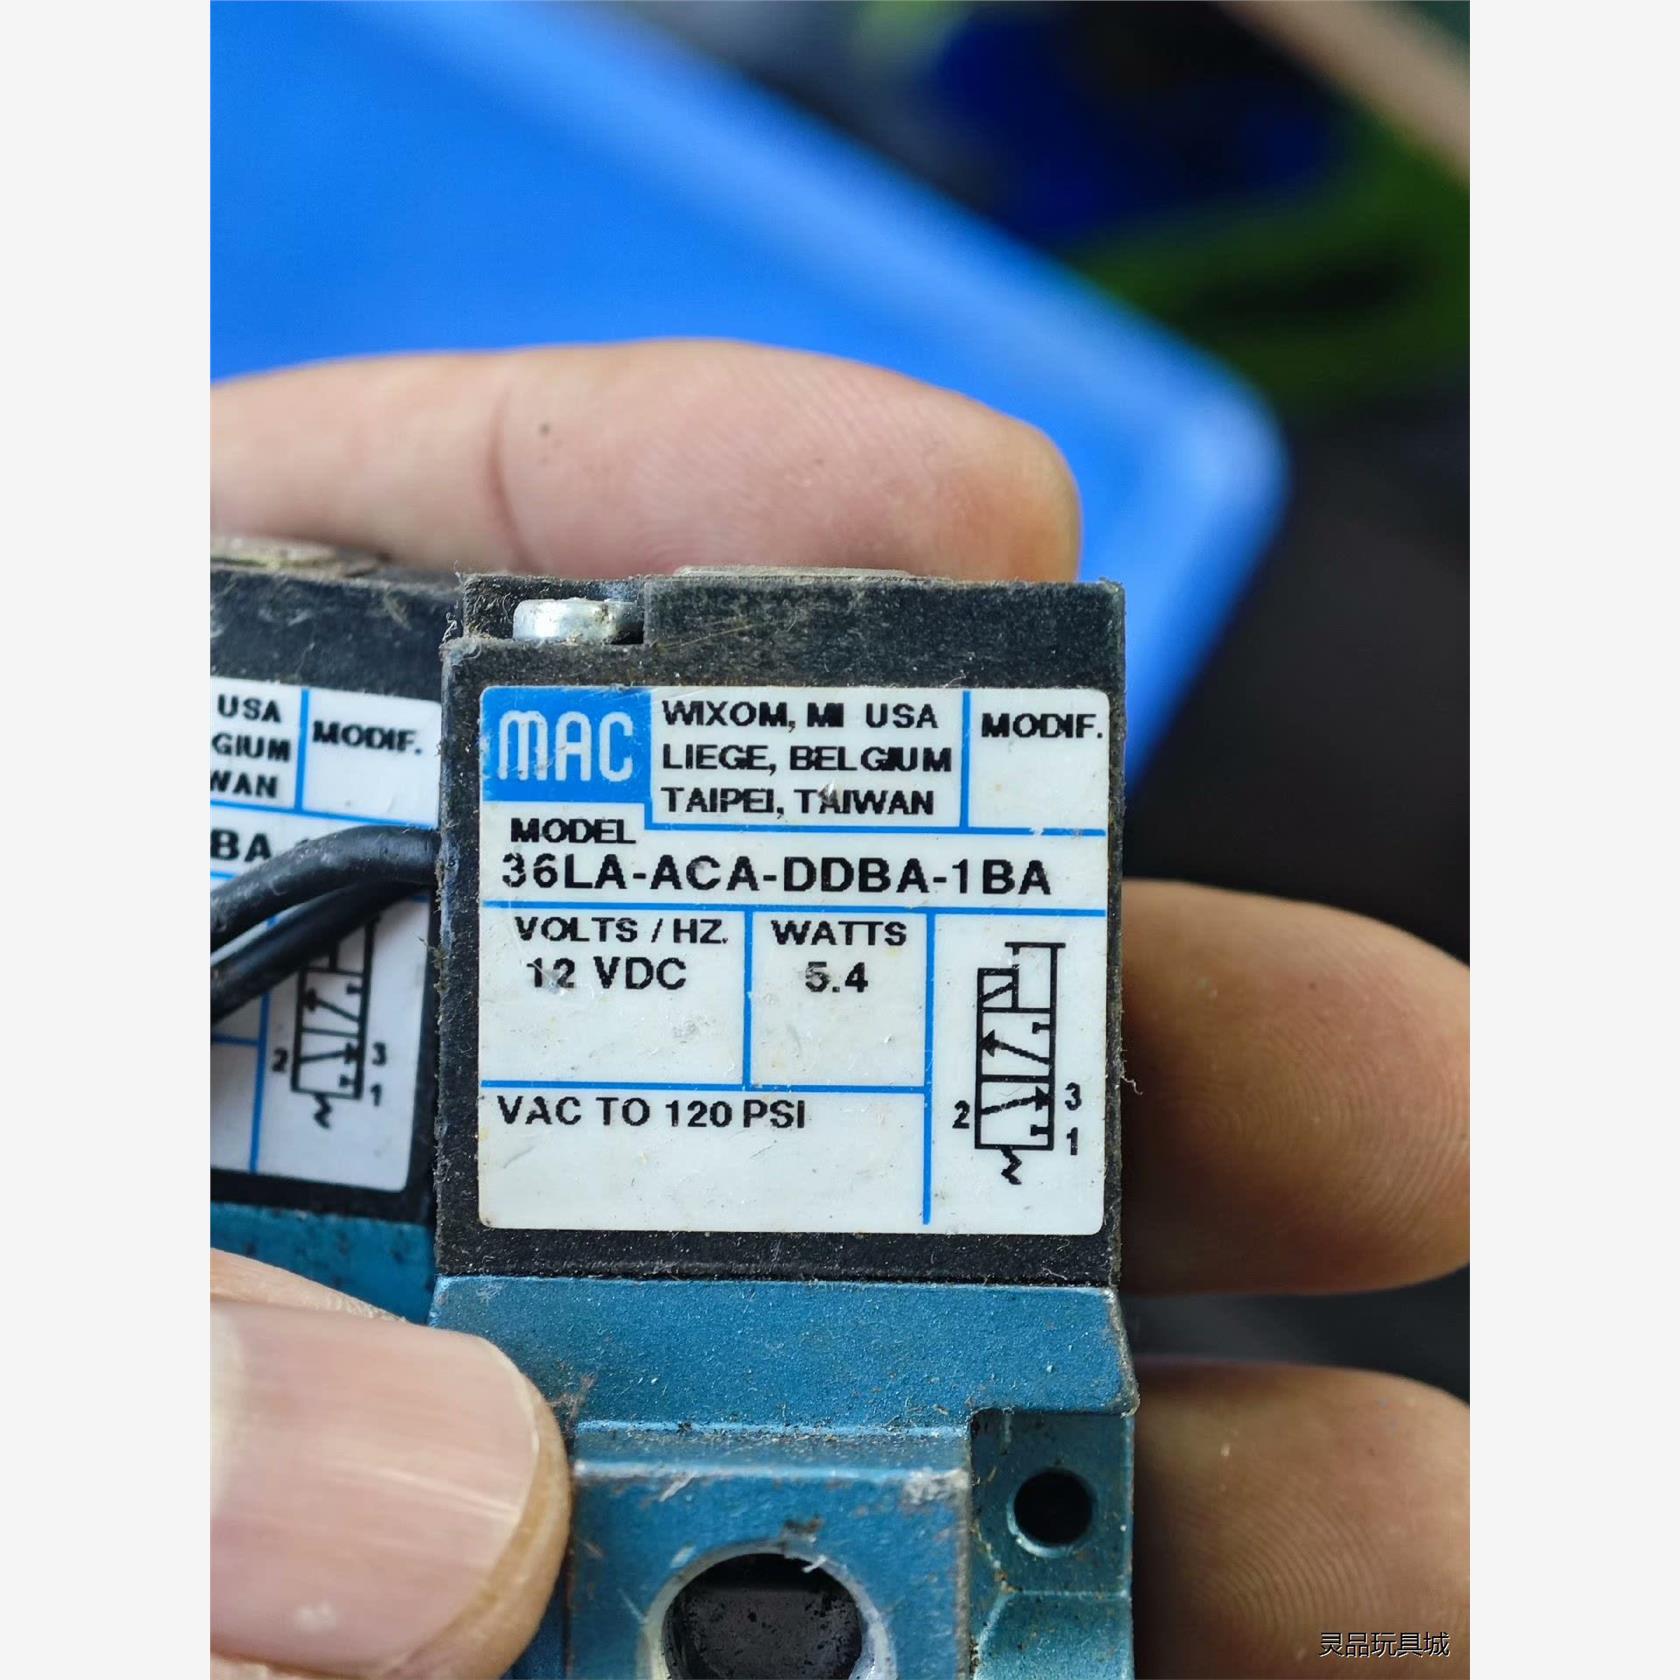 USA
GIUM
WAN
MODIF.
BA
2
3
1
MAC
WIXOM, MI USA
LIEGE, BELGIUM
TAIPEI, TAIWAN
MODIF.
MODEL
36LA-ACA-DDBA-1BA
VOLTS / HZ.
12 VDC
WATTS
5.4
VAC TO 120 PSI
2
3
1
灵品玩具城